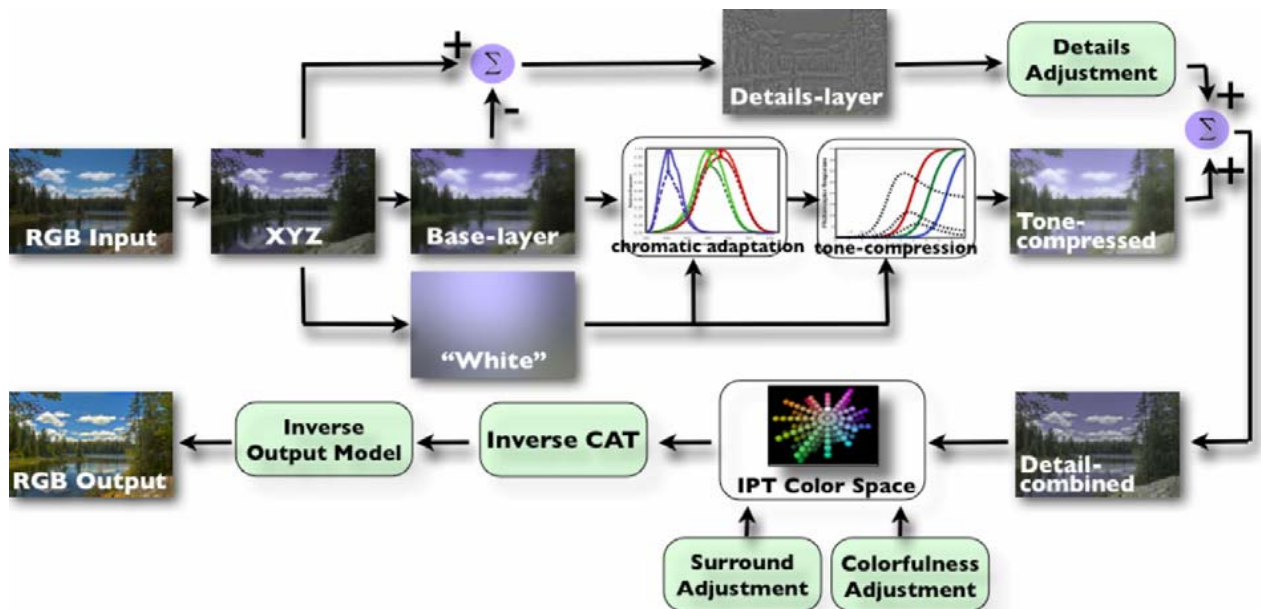 +
Σ
-
Details-layer
Details
Adjustment
+
Σ
+
RGB Input
XYZ
Base-layer
chromatic adaptation
tone-compression
Tone-
compressed
"White"
RGB Output
Inverse
Output Model
Inverse CAT
IPT Color Space
Detail-
combined
Surround
Adjustment
Colorfulness
Adjustment